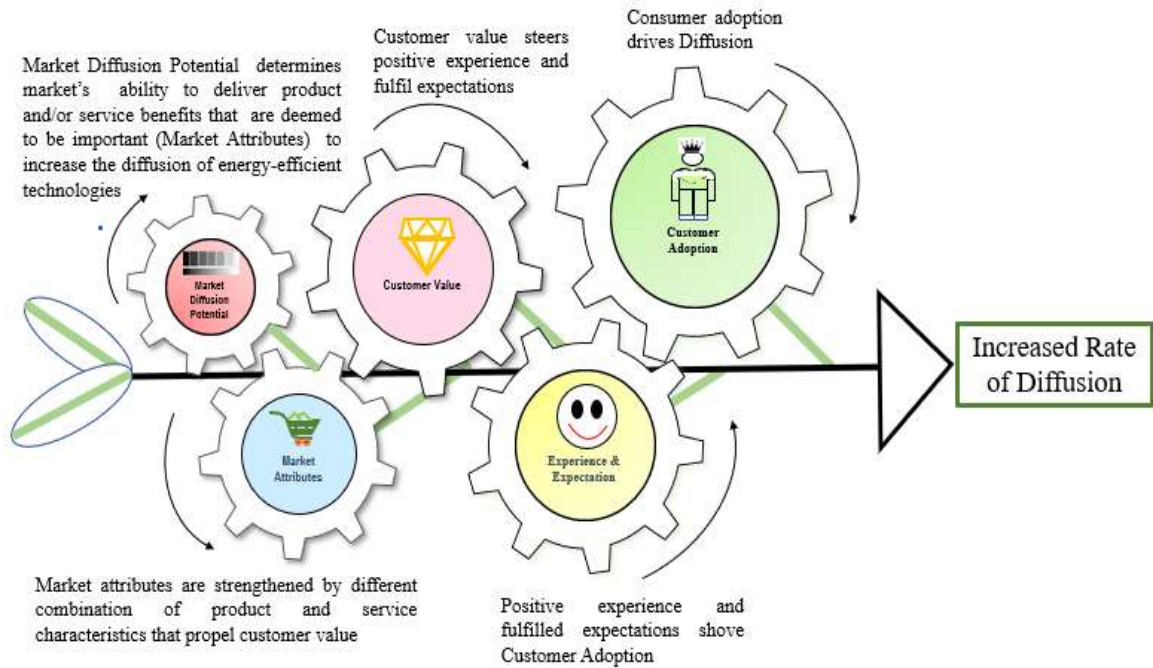 Market Diffusion Potential determines
market's ability to deliver product
and/or service benefits that are deemed
to be important (Market Attributes) to
increase the diffusion of energy-efficient
technologies
Customer value steers
positive experience and
fulfil expectations
Consumer adoption
drives Diffusion
Market
Diffusion
Potential
Customer Value
Customer
Adoption
Market
Attributes
Experience &
Expectation
Increased Rate
of Diffusion
Market attributes are strengthened by different
combination of product and service
characteristics that propel customer value
Positive experience and
fulfilled expectations shove
Customer Adoption